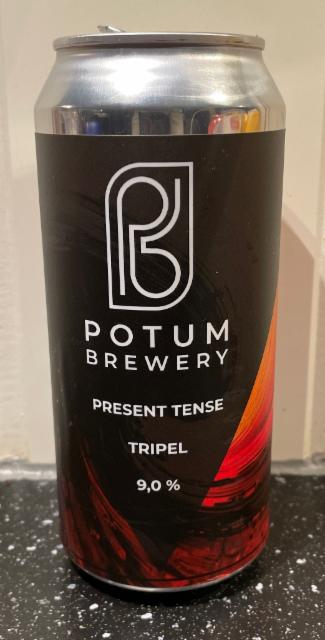 POTUM
BREWERY
PRESENT TENSE
TRIPEL
9,0 %